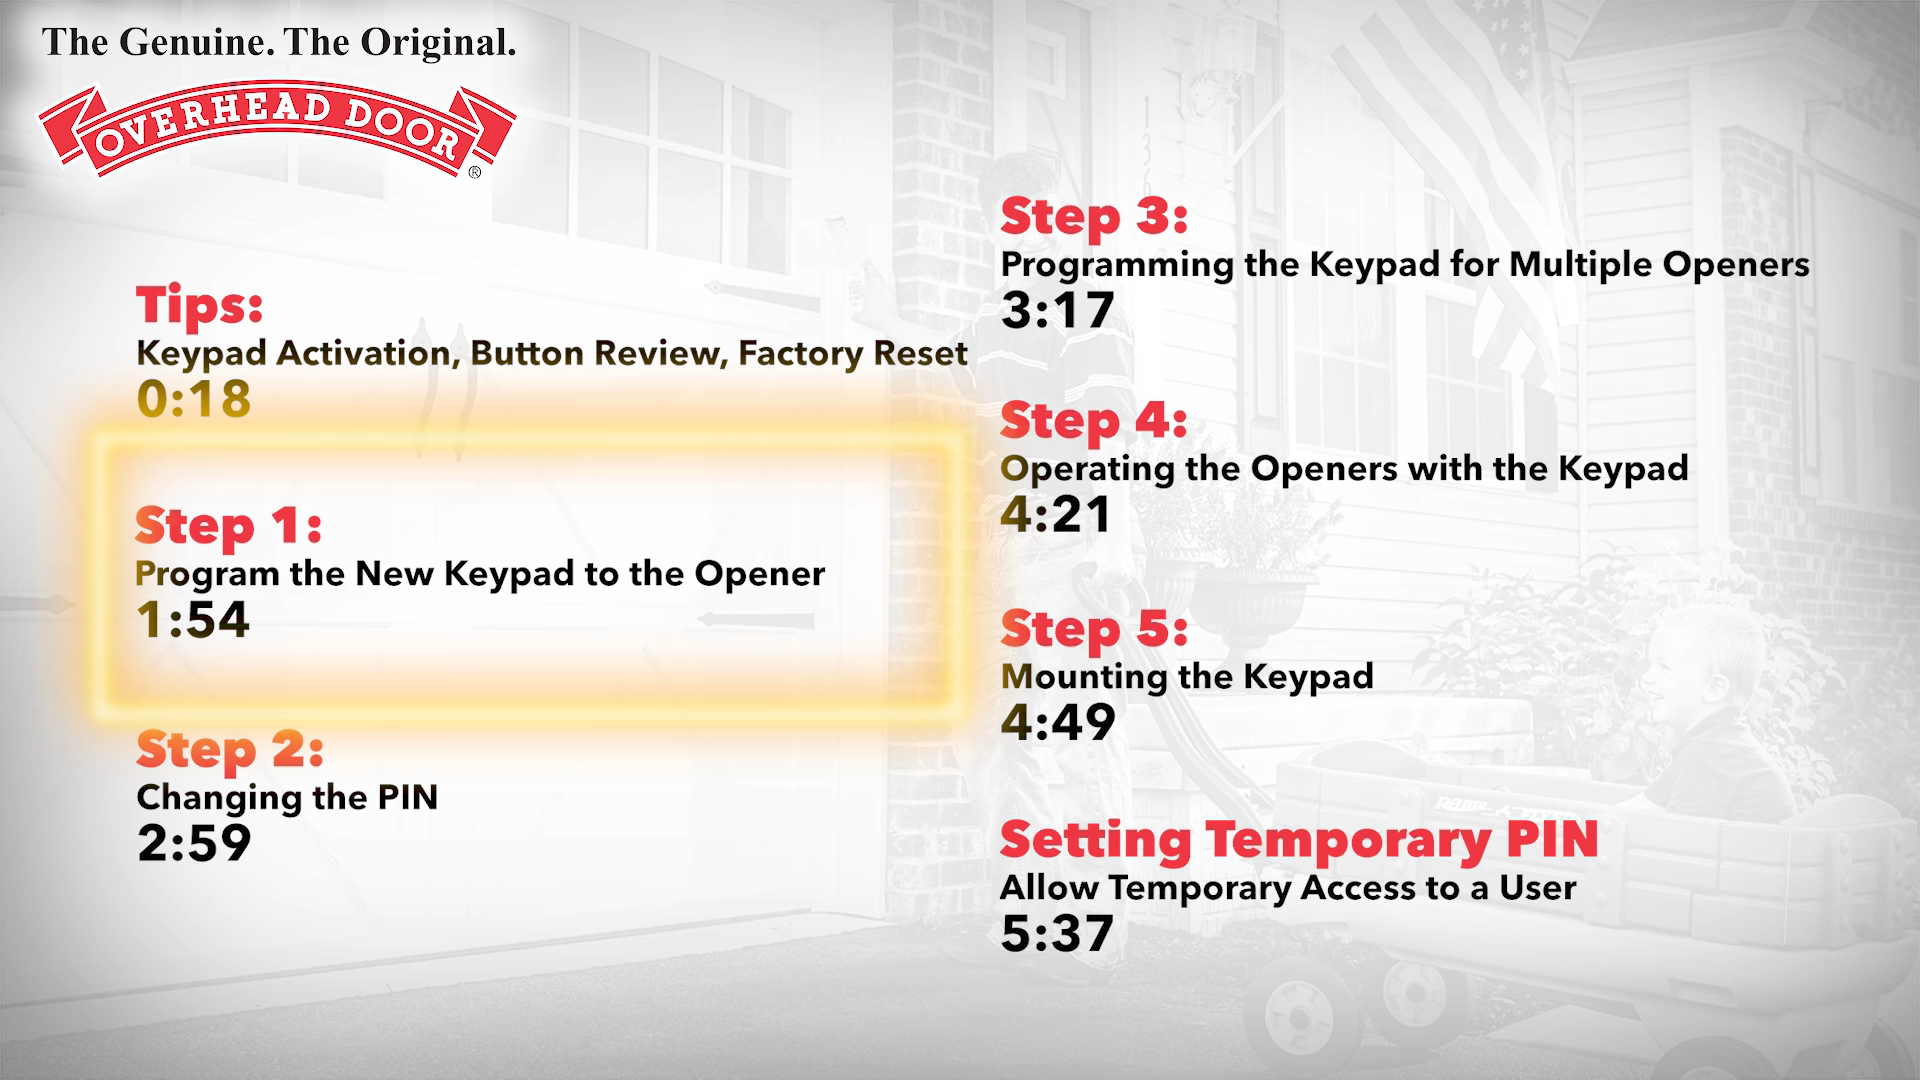 The Genuine. The Original.
OVERHEAD DOOR
®
Tips:
Keypad Activation, Button Review, Factory Reset
0:18
Step 1:
Program the New Keypad to the Opener
1:54
Step 2:
Changing the PIN
2:59
Step 3:
Programming the Keypad for Multiple Openers
3:17
Step 4:
Operating the Openers with the Keypad
4:21
Step 5:
Mounting the Keypad
4:49
Setting Temporary PIN
Allow Temporary Access to a User
5:37